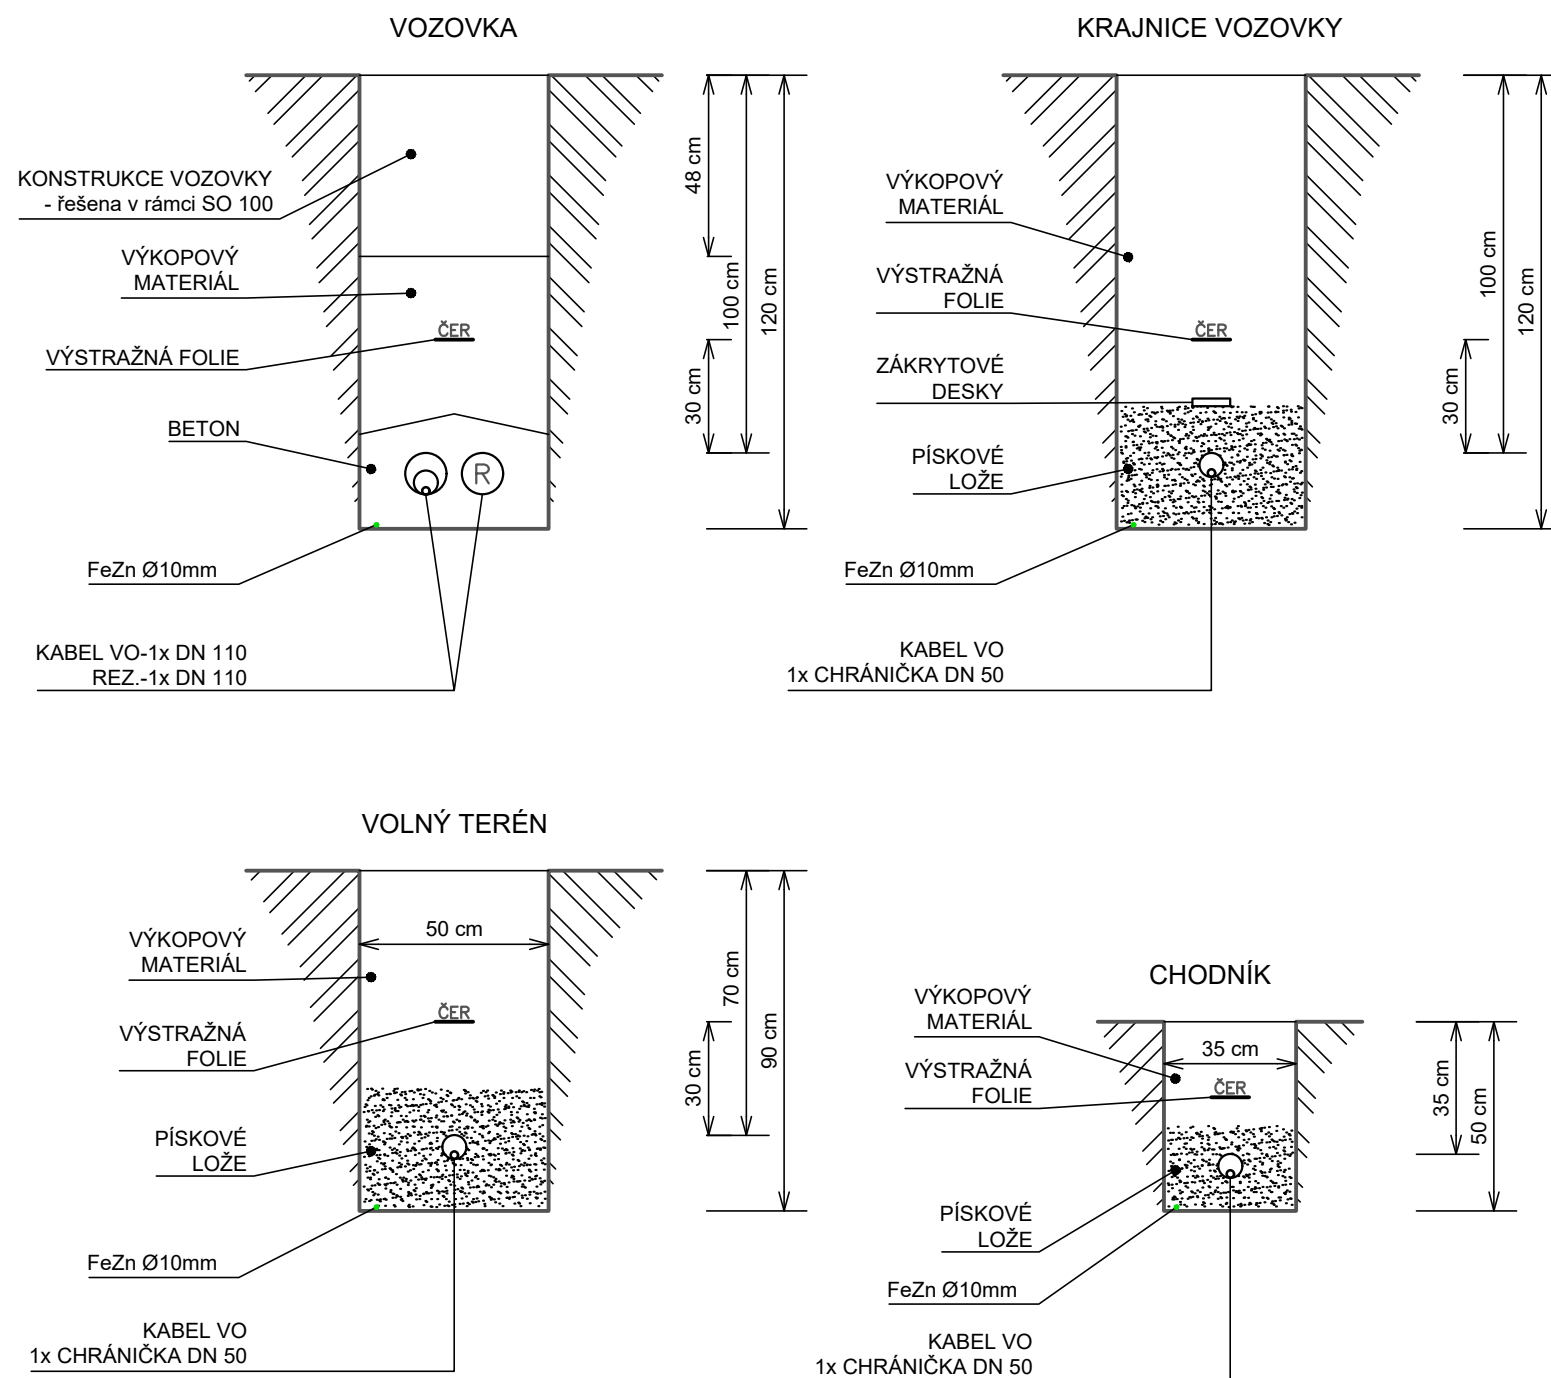 VOZOVKA
KONSTRUKCE VOZOVKY
- řešena v rámci SO 100
VÝKOPOVÝ
MATERIÁL
ČER
VÝSTRAŽNÁ FOLIE
BETON
R
FeZn Ø10mm
KABEL VO-1x DN 110
REZ.-1x DN 110
48 cm
100 cm
120 cm
30 cm
KRAJNICE VOZOVKY
VÝKOPOVÝ
MATERIÁL
VÝSTRAŽNÁ
FOLIE
ČER
ZÁKRYTOVÉ
DESKY
PÍSKOVÉ
LOŽE
FeZn Ø10mm
KABEL VO
1x CHRÁNIČKA DN 50
100 cm
120 cm
30 cm
VOLNÝ TERÉN
50 cm
VÝKOPOVÝ
MATERIÁL
ČER
VÝSTRAŽNÁ
FOLIE
PÍSKOVÉ
LOŽE
FeZn Ø10mm
KABEL VO
1x CHRÁNIČKA DN 50
70 cm
90 cm
30 cm
CHODNÍK
VÝKOPOVÝ
MATERIÁL
35 cm
VÝSTRAŽNÁ
FOLIE
ČER
PÍSKOVÉ
LOŽE
FeZn Ø10mm
KABEL VO
1x CHRÁNIČKA DN 50
35 cm
50 cm